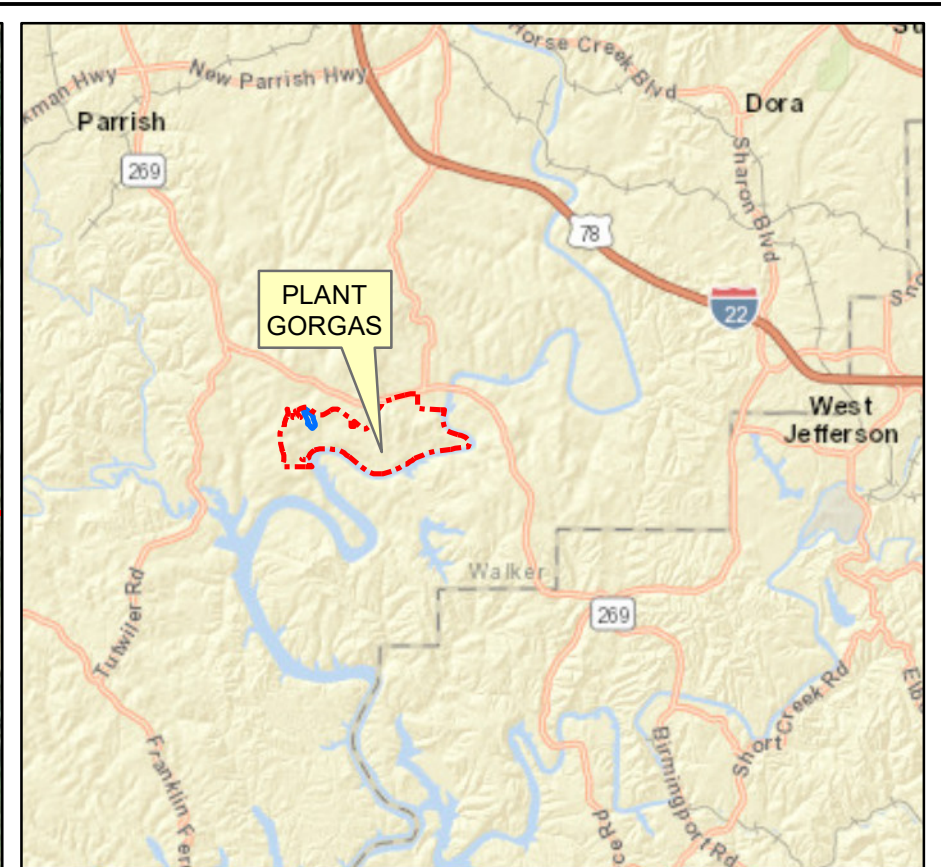 Horse Creek Blvd
New Parrish Hwy
Parrish
Dora
269
Sharon Blvd
78
PLANT
GORGAS
22
West
Jefferson
Walker
269
Tutwiler Rd
Short Creek Rd
Franklin
Birmingport Rd